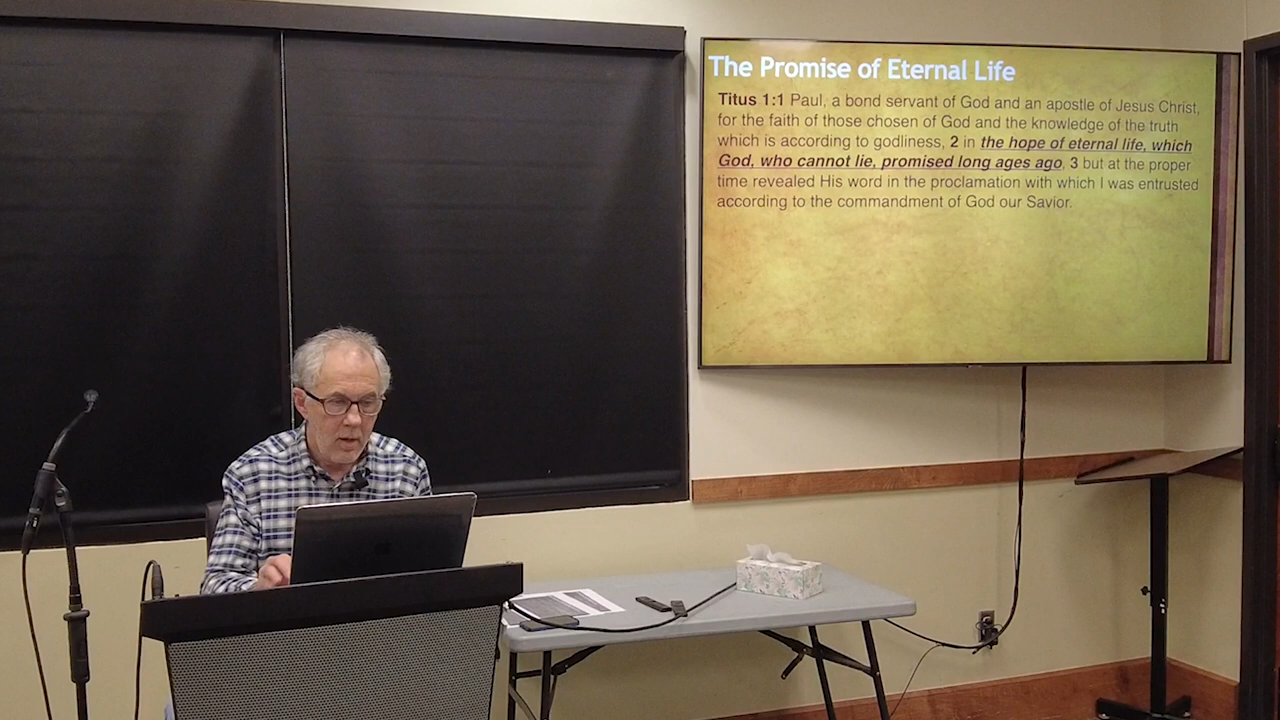 The Promise of Eternal Life
Titus 1:1 Paul, a bond servant of God and an apostle of Jesus Christ,
for the faith of those chosen of God and the knowledge of the truth
which is according to godliness, 2 in the hope of eternal life, which
God, who cannot lie, promised long ages ago, 3 but at the proper
time revealed His word in the proclamation with which I was entrusted
according to the commandment of God our Savior.